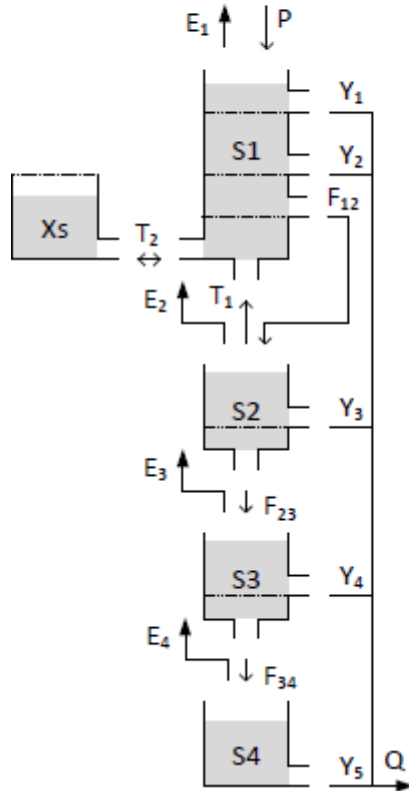 E₁ P
Y₁
S1
Y₂
F₁₂
Xs
T₂
E₂ T₁
S2
Y₃
E₃
F₂₃
S3
Y₄
E₄
F₃₄
S4
Y₅ Q